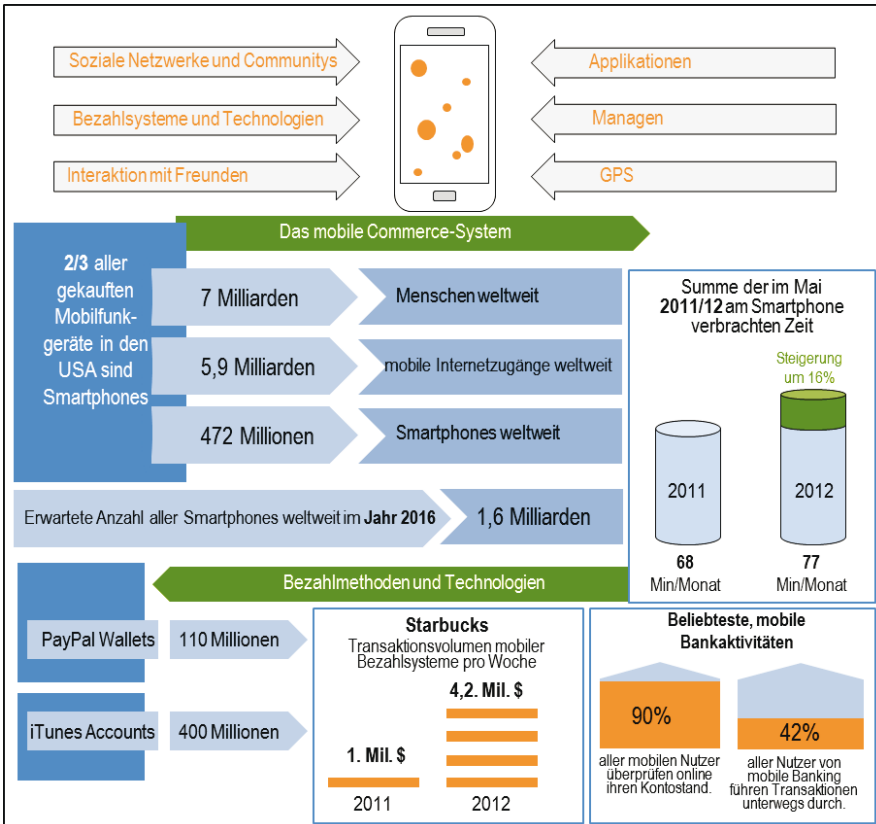 Soziale Netzwerke und Communitys
Bezahlsysteme und Technologien
Interaktion mit Freunden
Applikationen
Managen
GPS
Das mobile Commerce-System
2/3 aller
gekauften
Mobilfunk-
geräte in den
USA sind
Smartphones
7 Milliarden
Menschen weltweit
5,9 Milliarden
mobile Internetzugänge weltweit
472 Millionen
Smartphones weltweit
Erwartete Anzahl aller Smartphones weltweit im Jahr 2016
1,6 Milliarden
Summe der im Mai
2011/12 am Smartphone
verbrachten Zeit
Steigerung
um 16%
2011
2012
68
Min/Monat
77
Min/Monat
Bezahlmethoden und Technologien
PayPal Wallets
110 Millionen
iTunes Accounts
400 Millionen
Starbucks
Transaktionsvolumen mobiler
Bezahlsysteme pro Woche
4,2. Mil. $
1. Mil. $
2011
2012
Beliebteste, mobile
Bankaktivitäten
90%
42%
aller mobilen Nutzer
überprüfen online
ihren Kontostand.
aller Nutzer von
mobile Banking
führen Transaktionen
unterwegs durch.